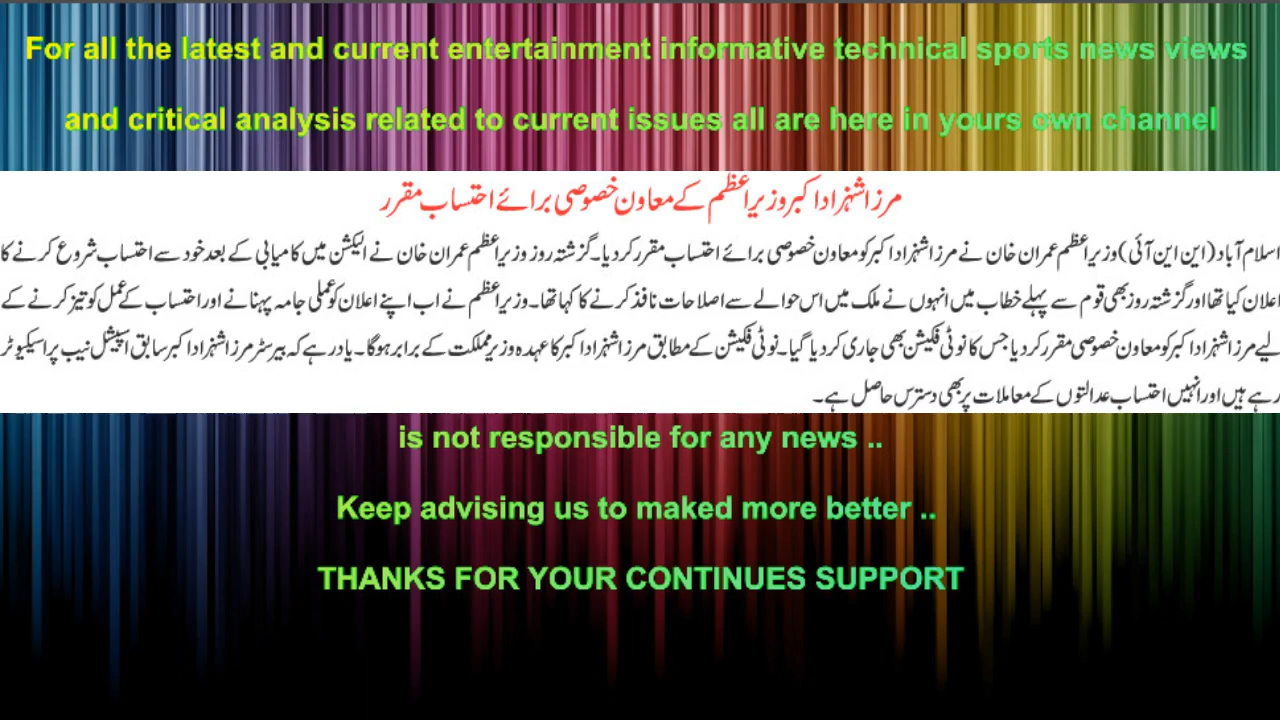 For all the latest and current entertainment informative technical sports news views
and critical analysis related to current issues all are here in yours own channel
مرزا شہزاد اکبر وزیراعظم کے معاون خصوصی برائے احتساب مقرر
اسلام آباد (این این آئی) وزیراعظم عمران خان نے مرزا شہزاد اکبر کو معاون خصوصی برائے احتساب مقرر کردیا۔گزشتہ روز وزیراعظم عمران خان نے الیکشن میں کامیابی کے بعد خود سے احتساب شروع کرنے کا
اعلان کیا تھا اور گزشتہ روز بھی قوم سے پہلے خطاب میں انہوں نے ملک میں اس حوالے سے اصلاحات نافذ کرنے کا کہا تھا۔ وزیراعظم نے اب اپنے اعلان کو عملی جامہ پہنانے اور احتساب کے عمل کو تیز کرنے کے
لیے مرزا شہزاد اکبر کو معاون خصوصی مقرر کردیا جس کا نوٹی فکیشن بھی جاری کردیا گیا۔نوٹی فکیشن کے مطابق مرزا شہزاد اکبر کا عہدہ وزیر مملکت کے برابر ہوگا۔ یاد رہے کہ بیرسٹر مرزا شہزاد اکبر سابق اسپیشل نیب پراسیکیوٹر
رہے ہیں اور انہیں احتساب عدالتوں کے معاملات پر بھی دسترس حاصل ہے۔
is not responsible for any news ..
Keep advising us to maked more better ..
THANKS FOR YOUR CONTINUES SUPPORT